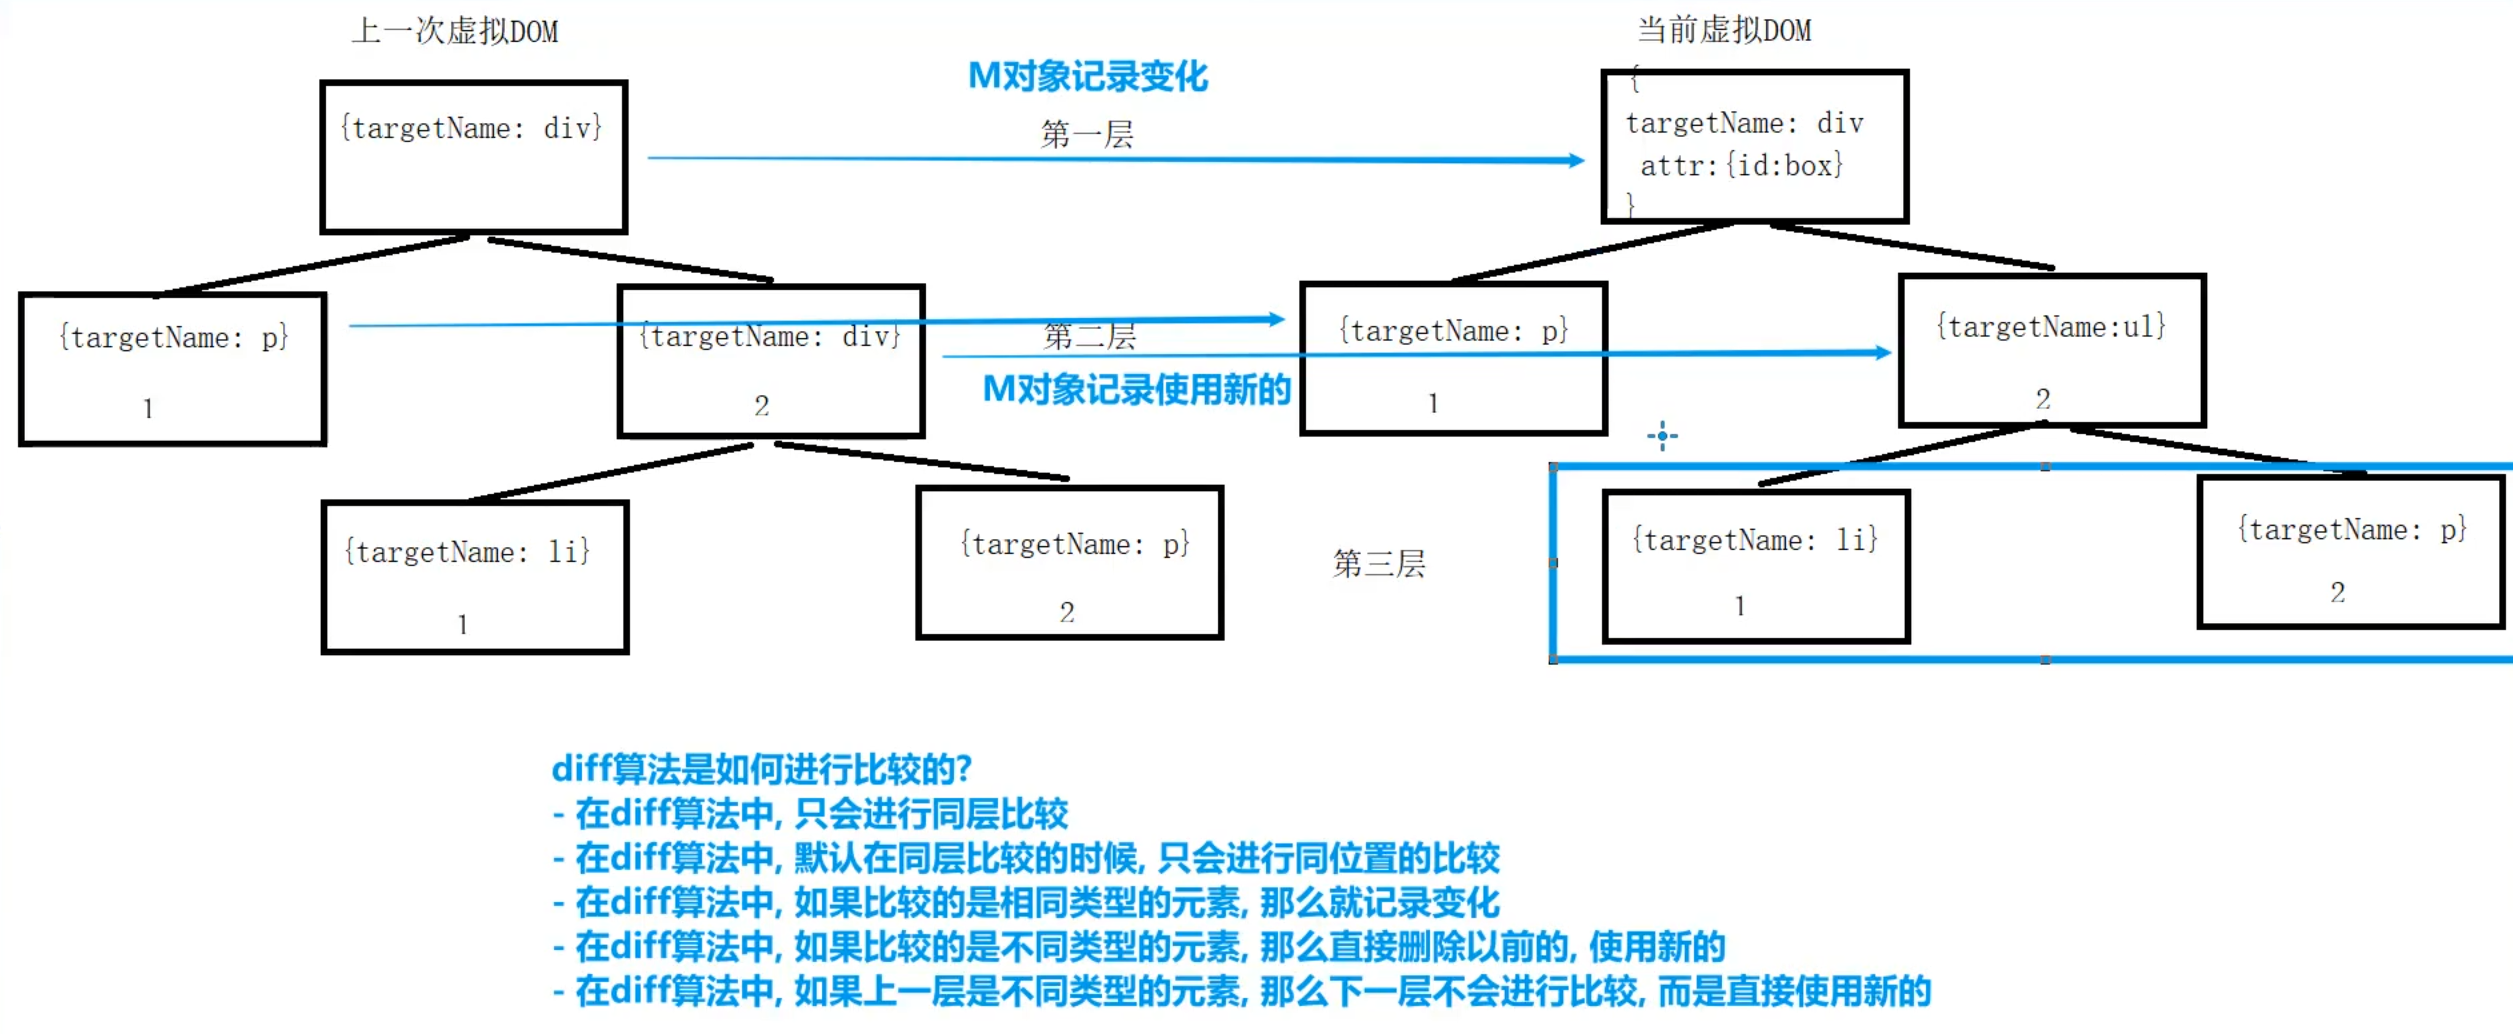 上一次虚拟DOM
当前虚拟DOM
M对象记录变化
第一层
{targetName: div}
{
targetName: div
attr:{id:box}
}
{targetName: p}
1
{targetName: div}
2
第二层
M对象记录使用新的
{targetName: p}
1
{targetName:ul}
2
{targetName: li}
1
{targetName: p}
2
第三层
{targetName: li}
1
{targetName: p}
2
diff算法是如何进行比较的?
- 在diff算法中, 只会进行同层比较
- 在diff算法中, 默认在同层比较的时候, 只会进行同位置的比较
- 在diff算法中, 如果比较的是相同类型的元素, 那么就记录变化
- 在diff算法中, 如果比较的是不同类型的元素, 那么直接删除以前的, 使用新的
- 在diff算法中, 如果上一层是不同类型的元素, 那么下一层不会进行比较, 而是直接使用新的